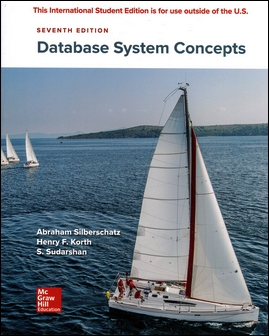 This International Student Edition is for use outside of the U.S.
SEVENTH EDITION
Database System Concepts
Abraham Silberschatz
Henry F. Korth
S. Sudarshan
Mc
Graw
Hill
Education